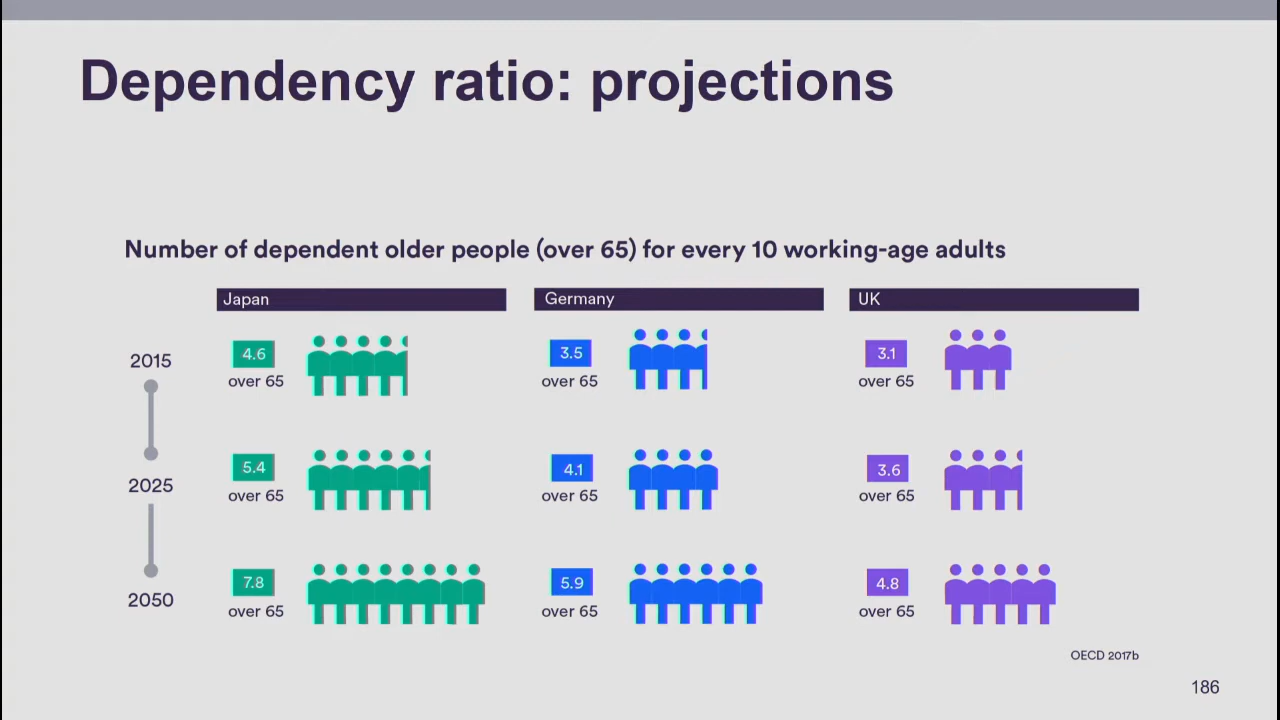 Dependency ratio: projections
Number of dependent older people (over 65) for every 10 working-age adults
Japan
Germany
UK
2015
4.6
over 65
3.5
over 65
3.1
over 65
2025
5.4
over 65
4.1
over 65
3.6
over 65
2050
7.8
over 65
5.9
over 65
4.8
over 65
OECD 2017b
186